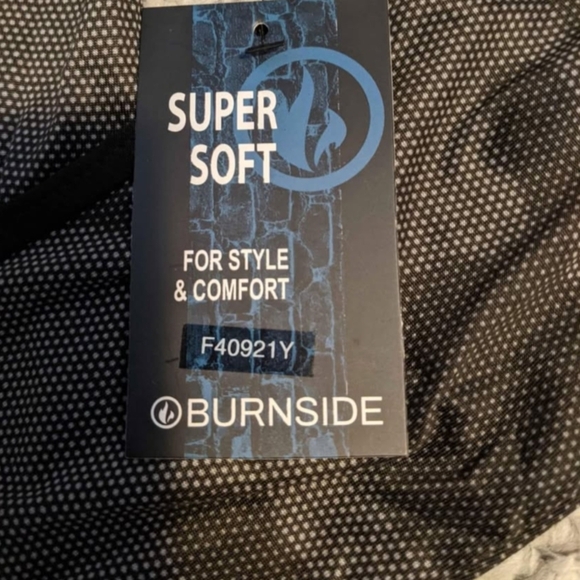 SUPER
SOFT
FOR STYLE
& COMFORT
F40921Y
BURNSIDE